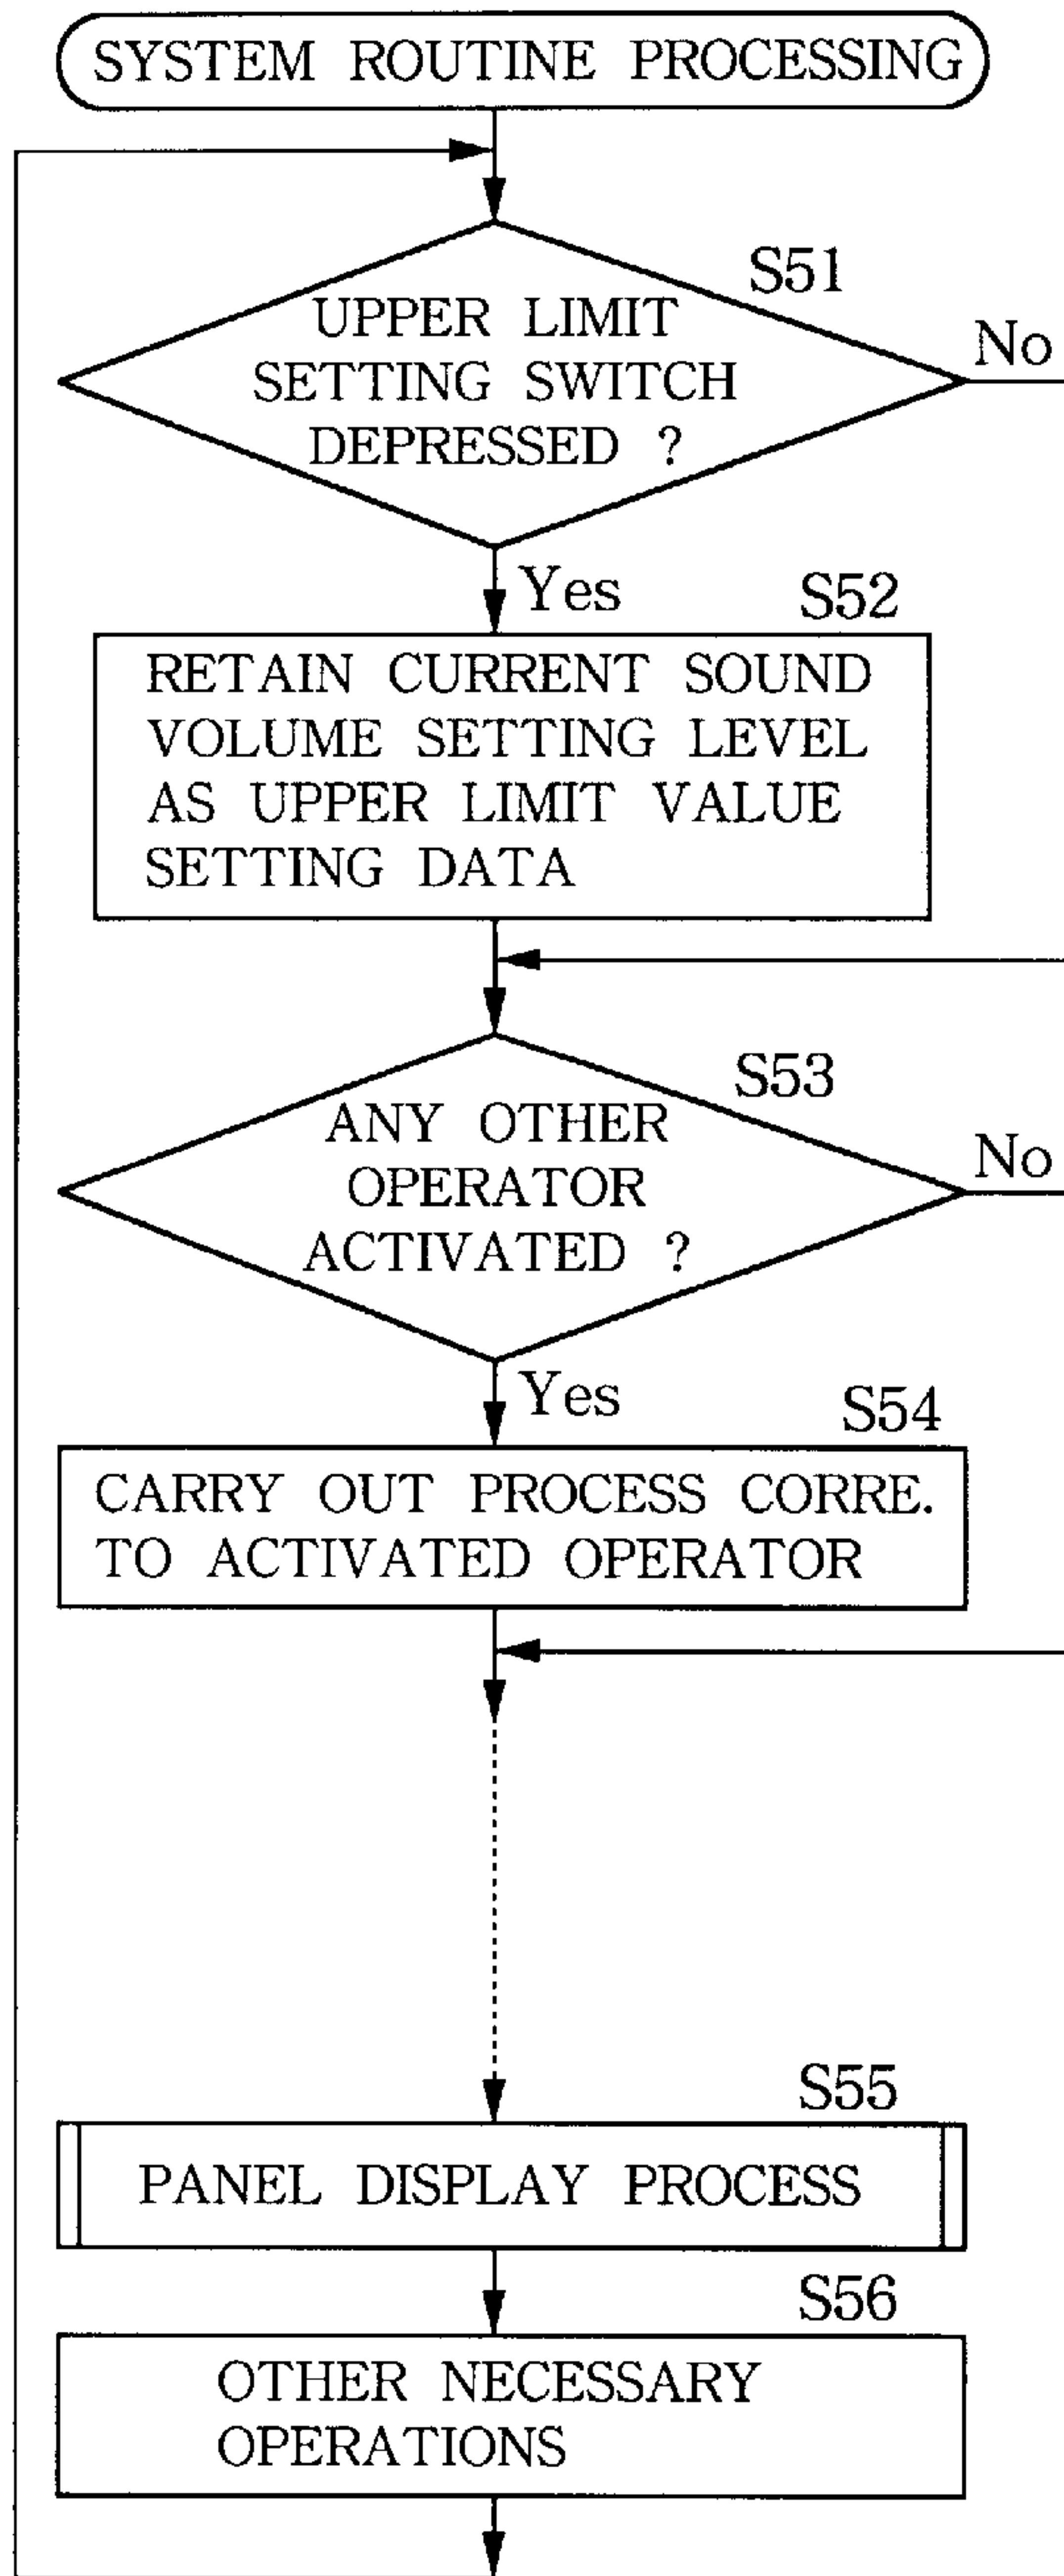 SYSTEM ROUTINE PROCESSING
S51
UPPER LIMIT
SETTING SWITCH
DEPRESSED ?
No
Yes
S52
RETAIN CURRENT SOUND
VOLUME SETTING LEVEL
AS UPPER LIMIT VALUE
SETTING DATA
S53
ANY OTHER
OPERATOR
ACTIVATED ?
No
Yes
S54
CARRY OUT PROCESS CORRE.
TO ACTIVATED OPERATOR
S55
PANEL DISPLAY PROCESS
S56
OTHER NECESSARY
OPERATIONS